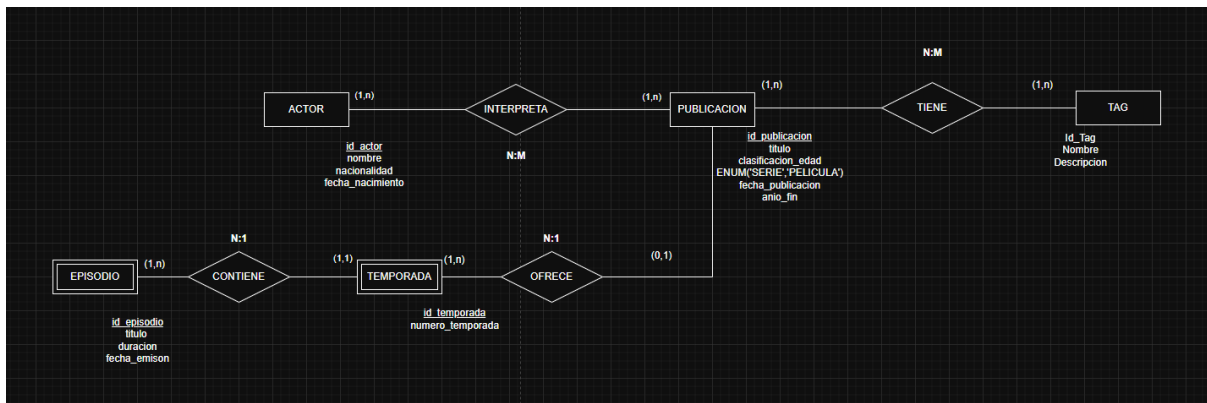 N:M
(1,n)
(1,n)
(1,n)
(1,n)
ACTOR
INTERPRETA
PUBLICACION
TIENE
TAG
id_actor
nombre
nacionalidad
fecha_nacimiento
N:M
id_publicacion
titulo
clasificacion_edad
ENUM('SERIE','PELICULA')
fecha_publicacion
anio_fin
Id_Tag
Nombre
Descripcion
N:1
N:1
(1,n)
(1,1)
(1,n)
(0,1)
EPISODIO
CONTIENE
TEMPORADA
OFRECE
id_episodio
titulo
duracion
fecha_emison
id_temporada
numero_temporada